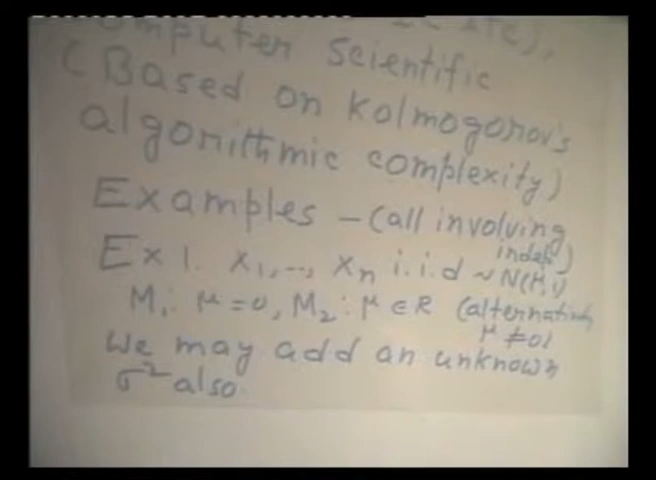 Computer Scientific
(Based on Kolmogorov's
algorithmic complexity)
Examples – (all involving
indep)
Ex 1. X1,..., Xn i.i.d ~ N(μ,1)
M1: μ=0, M2: μ∈R (alternatively
μ≠0)
We may add an unknown
σ² also.